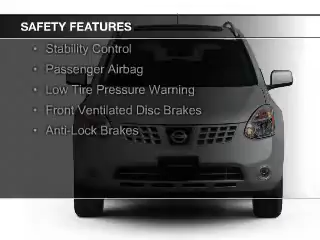 SAFETY FEATURES
• Stability Control
• Passenger Airbag
• Low Tire Pressure Warning
• Front Ventilated Disc Brakes
• Anti-Lock Brakes